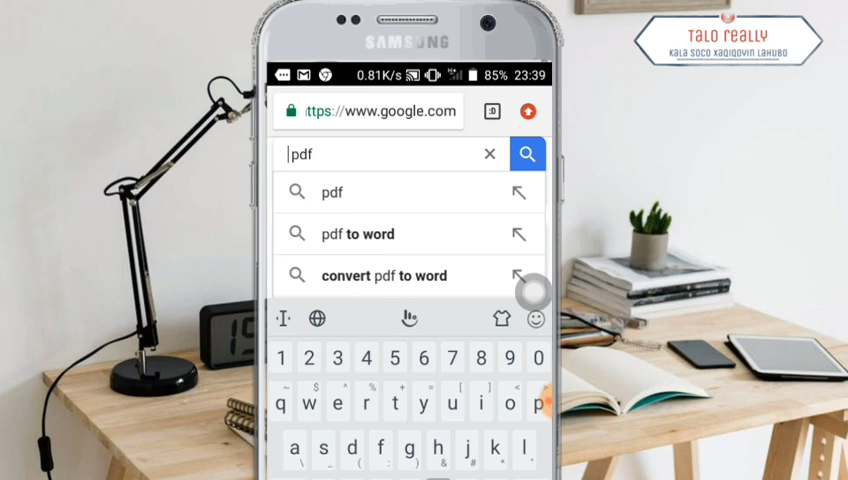 TALO REALLY
KALA SOCO XAQIIQOYIN LAHUBO
SAMSUNG
0.81K/s 85% 23:39
ttps://www.google.com :D
pdf
pdf
pdf to word
convert pdf to word
1 2 3 4 5 6 7 8 9 0
~ $ ^ % + = [ ] < >
q w e r t y u i o p
a s d f g h j k l
\ _ ( : ) & # *